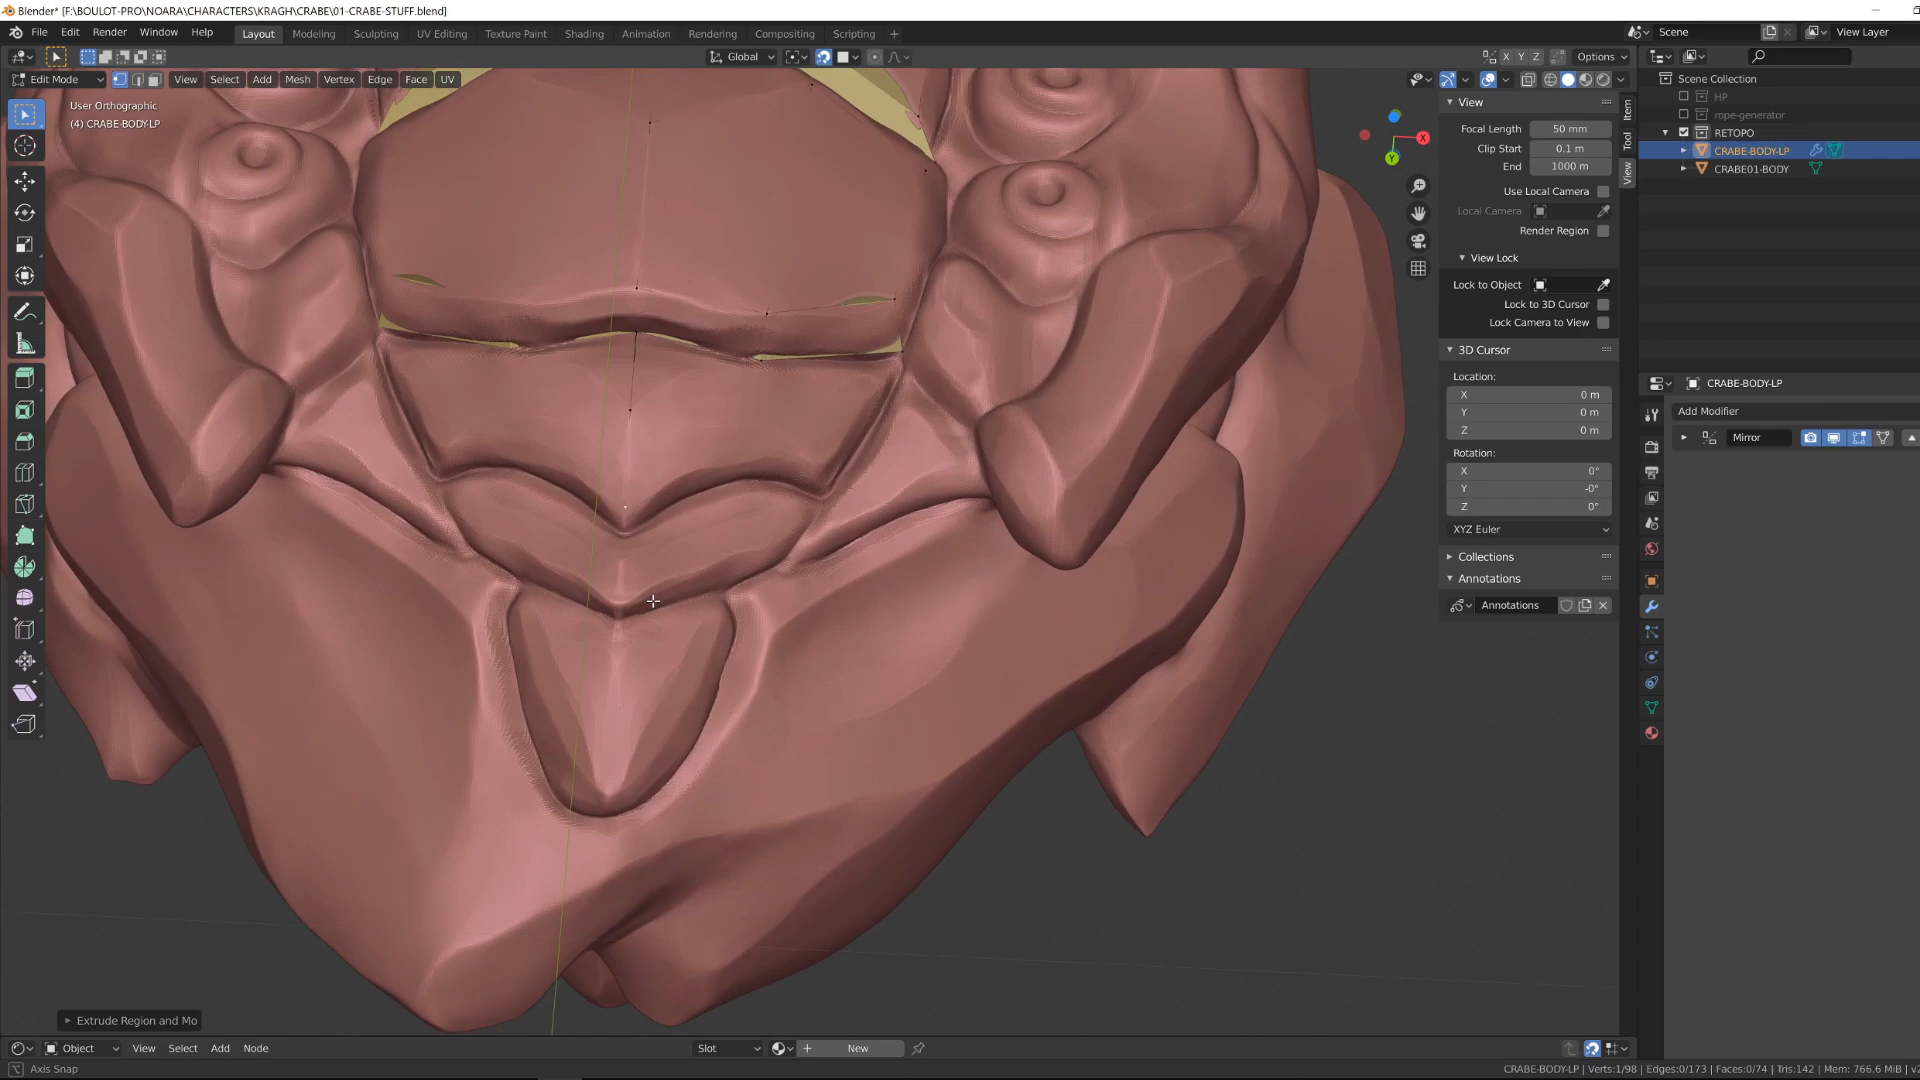 Blender* [F:\BOULOT-PRO\NOARA\CHARACTERS\KRAGH\CRABE\01-CRABE-STUFF.blend]
File Edit Render Window Help Layout Modeling Sculpting UV Editing Texture Paint Shading Animation Rendering Compositing Scripting + Scene View Layer
Global X Y Z Options
Edit Mode View Select Add Mesh Vertex Edge Face UV
User Orthographic
(4) CRABE-BODY-LP
X
Y
View
Focal Length 50 mm
Clip Start 0.1 m
End 1000 m
Use Local Camera
Local Camera
Render Region
View Lock
Lock to Object
Lock to 3D Cursor
Lock Camera to View
3D Cursor
Location:
X 0 m
Y 0 m
Z 0 m
Rotation:
X 0°
Y -0°
Z 0°
XYZ Euler
Collections
Annotations
Annotations
Item
Tool
View
Scene Collection
HP
rope-generator
RETOPO
CRABE-BODY-LP
CRABE01-BODY
CRABE-BODY-LP
Add Modifier
Mirror
Extrude Region and Mo
Object View Select Add Node Slot New
Axis Snap
CRABE-BODY-LP | Verts:1/98 | Edges:0/173 | Faces:0/74 | Tris:142 | Mem: 766.6 MiB | v2